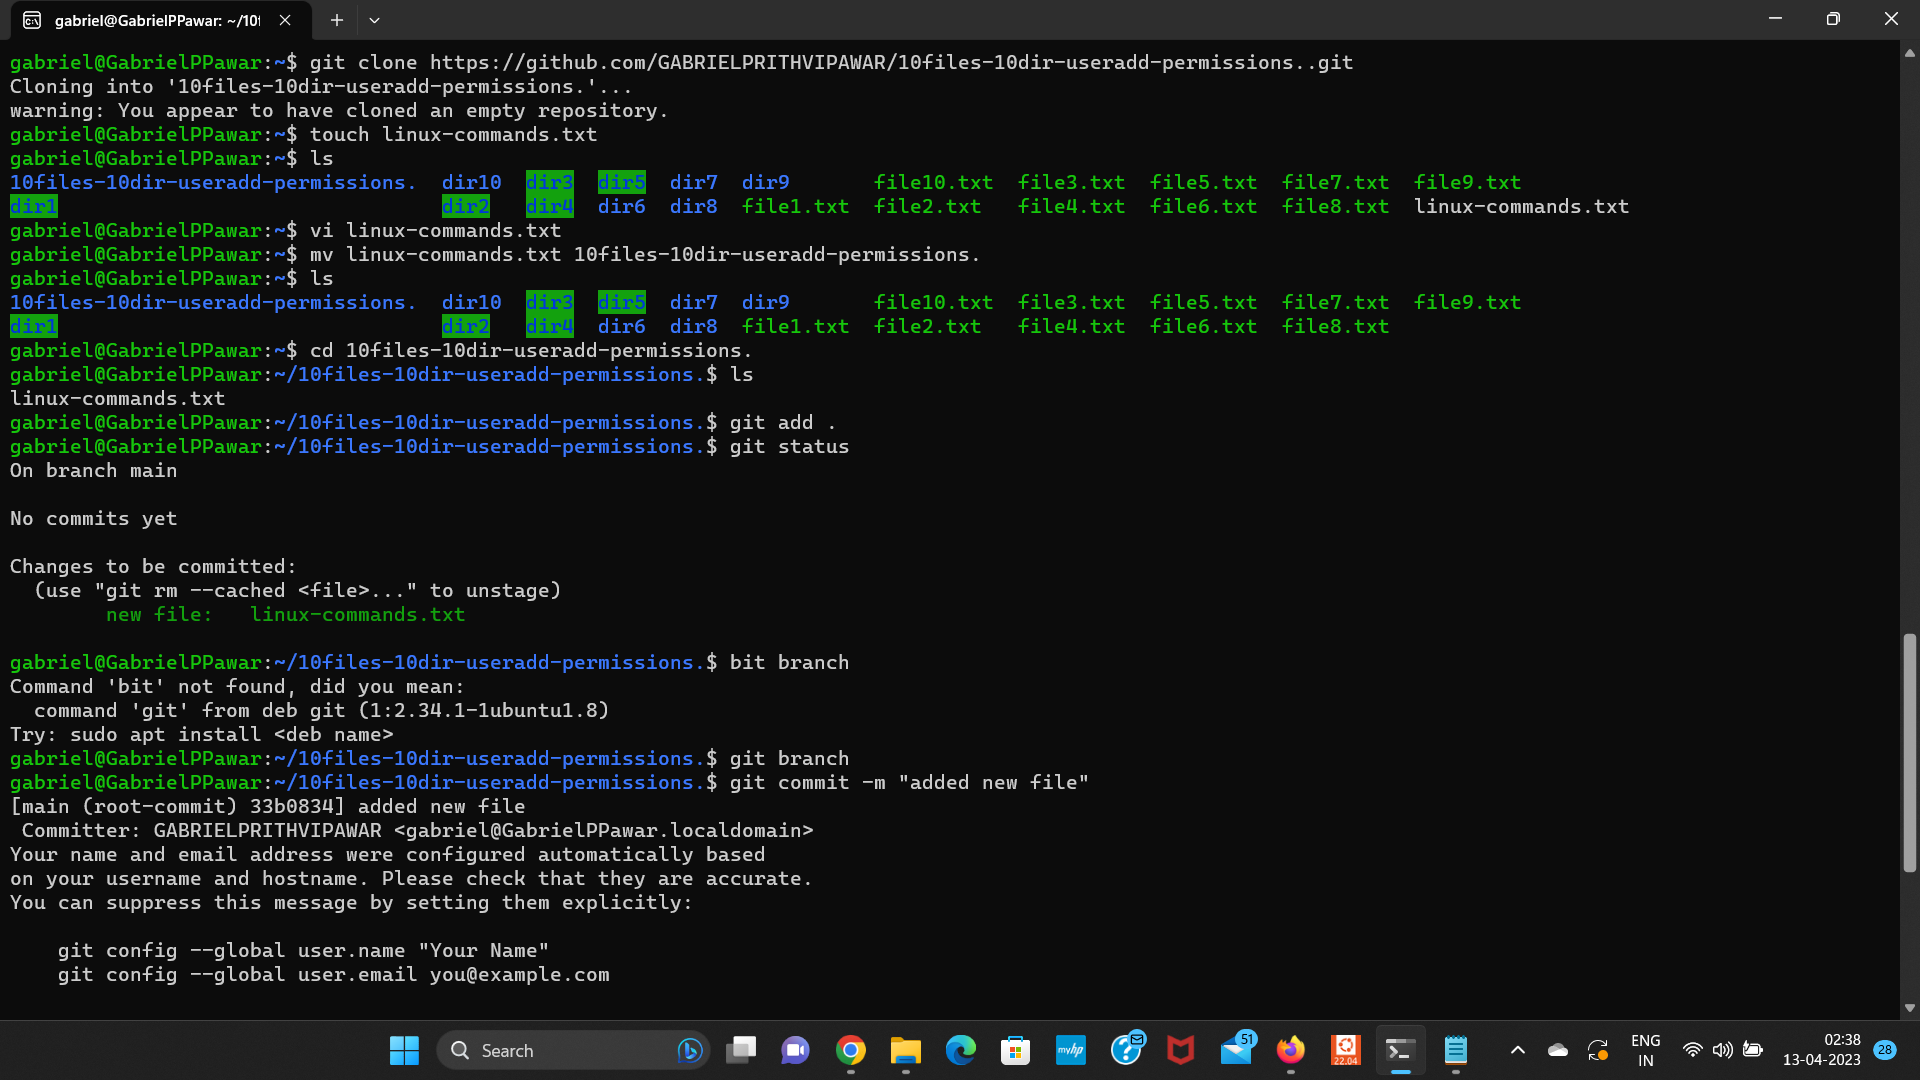 gabriel@GabrielPPawar: ~/10f
gabriel@GabrielPPawar:~$ git clone https://github.com/GABRIELPRITHVIPAWAR/10files-10dir-useradd-permissions..git
Cloning into '10files-10dir-useradd-permissions.'...
warning: You appear to have cloned an empty repository.
gabriel@GabrielPPawar:~$ touch linux-commands.txt
gabriel@GabrielPPawar:~$ ls
10files-10dir-useradd-permissions.  dir10  dir3  dir5  dir7  dir9       file10.txt  file3.txt  file5.txt  file7.txt  file9.txt
dir1                                dir2   dir4  dir6  dir8  file1.txt  file2.txt   file4.txt  file6.txt  file8.txt  linux-commands.txt
gabriel@GabrielPPawar:~$ vi linux-commands.txt
gabriel@GabrielPPawar:~$ mv linux-commands.txt 10files-10dir-useradd-permissions.
gabriel@GabrielPPawar:~$ ls
10files-10dir-useradd-permissions.  dir10  dir3  dir5  dir7  dir9       file10.txt  file3.txt  file5.txt  file7.txt  file9.txt
dir1                                dir2   dir4  dir6  dir8  file1.txt  file2.txt   file4.txt  file6.txt  file8.txt
gabriel@GabrielPPawar:~$ cd 10files-10dir-useradd-permissions.
gabriel@GabrielPPawar:~/10files-10dir-useradd-permissions.$ ls
linux-commands.txt
gabriel@GabrielPPawar:~/10files-10dir-useradd-permissions.$ git add .
gabriel@GabrielPPawar:~/10files-10dir-useradd-permissions.$ git status
On branch main
No commits yet
Changes to be committed:
  (use "git rm --cached <file>..." to unstage)
        new file:   linux-commands.txt
gabriel@GabrielPPawar:~/10files-10dir-useradd-permissions.$ bit branch
Command 'bit' not found, did you mean:
  command 'git' from deb git (1:2.34.1-1ubuntu1.8)
Try: sudo apt install <deb name>
gabriel@GabrielPPawar:~/10files-10dir-useradd-permissions.$ git branch
gabriel@GabrielPPawar:~/10files-10dir-useradd-permissions.$ git commit -m "added new file"
[main (root-commit) 33b0834] added new file
 Committer: GABRIELPRITHVIPAWAR <gabriel@GabrielPPawar.localdomain>
Your name and email address were configured automatically based
on your username and hostname. Please check that they are accurate.
You can suppress this message by setting them explicitly:
    git config --global user.name "Your Name"
    git config --global user.email you@example.com
Search
myhp
51
22.04
ENG
IN
02:38
13-04-2023
28